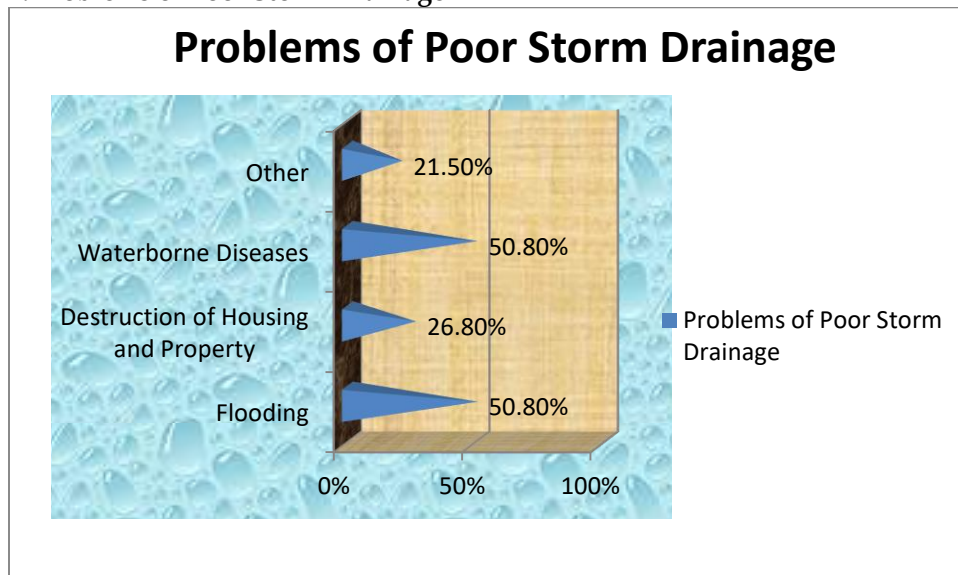 Problems of Poor Storm Drainage
Other
21.50%
Waterborne Diseases
50.80%
Destruction of Housing
and Property
26.80%
Flooding
50.80%
0%
50%
100%
Problems of Poor Storm
Drainage